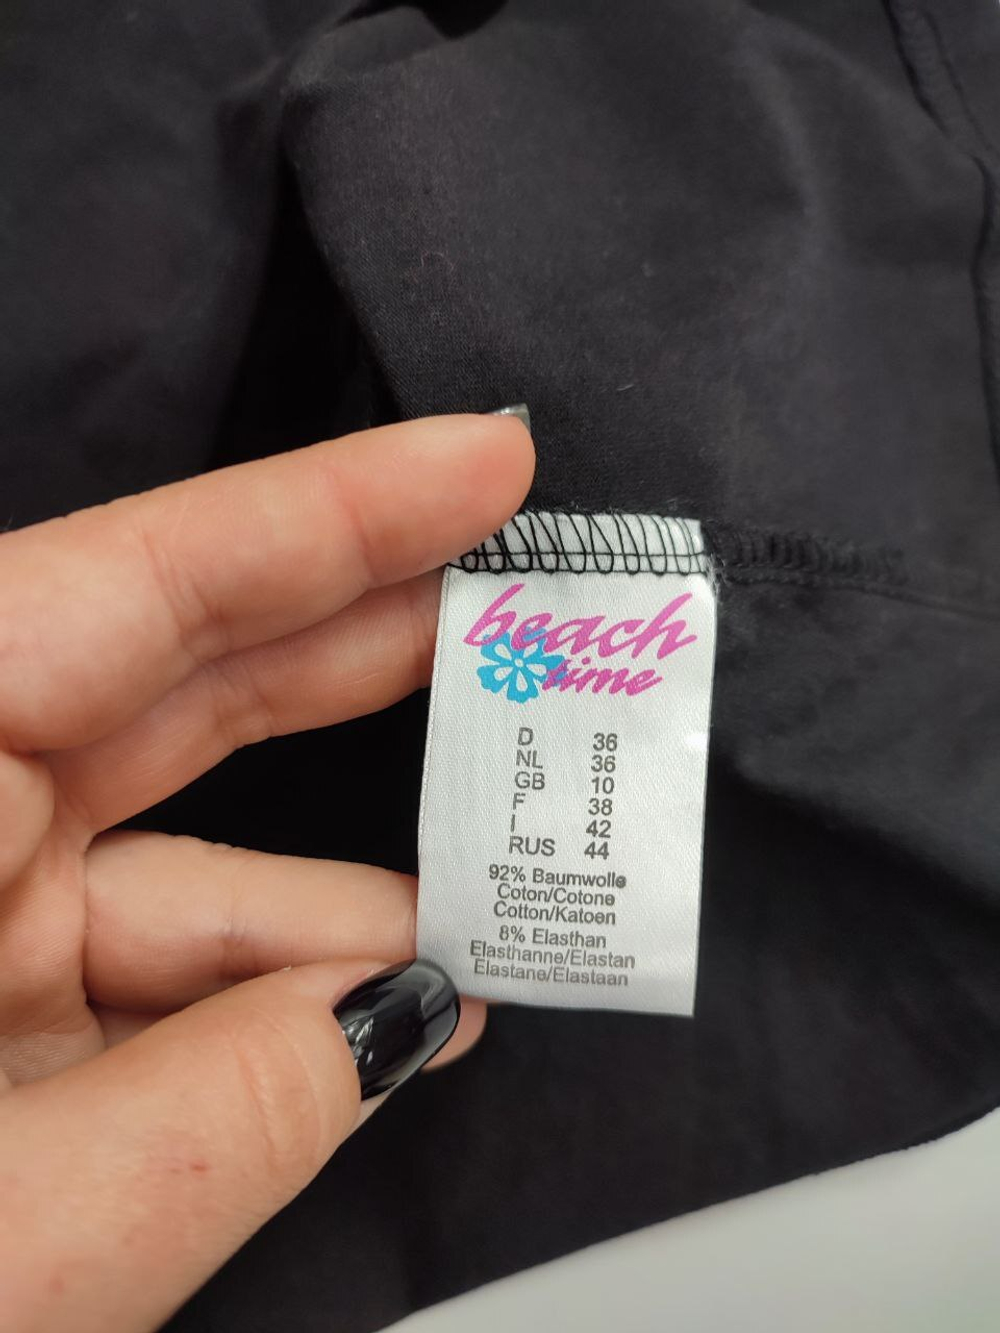 beach
time
D 36
NL 36
GB 10
F 38
I 42
RUS 44
92% Baumwolle
Coton/Cotone
Cotton/Katoen
8% Elasthan
Elasthanne/Elastan
Elastane/Elastaan